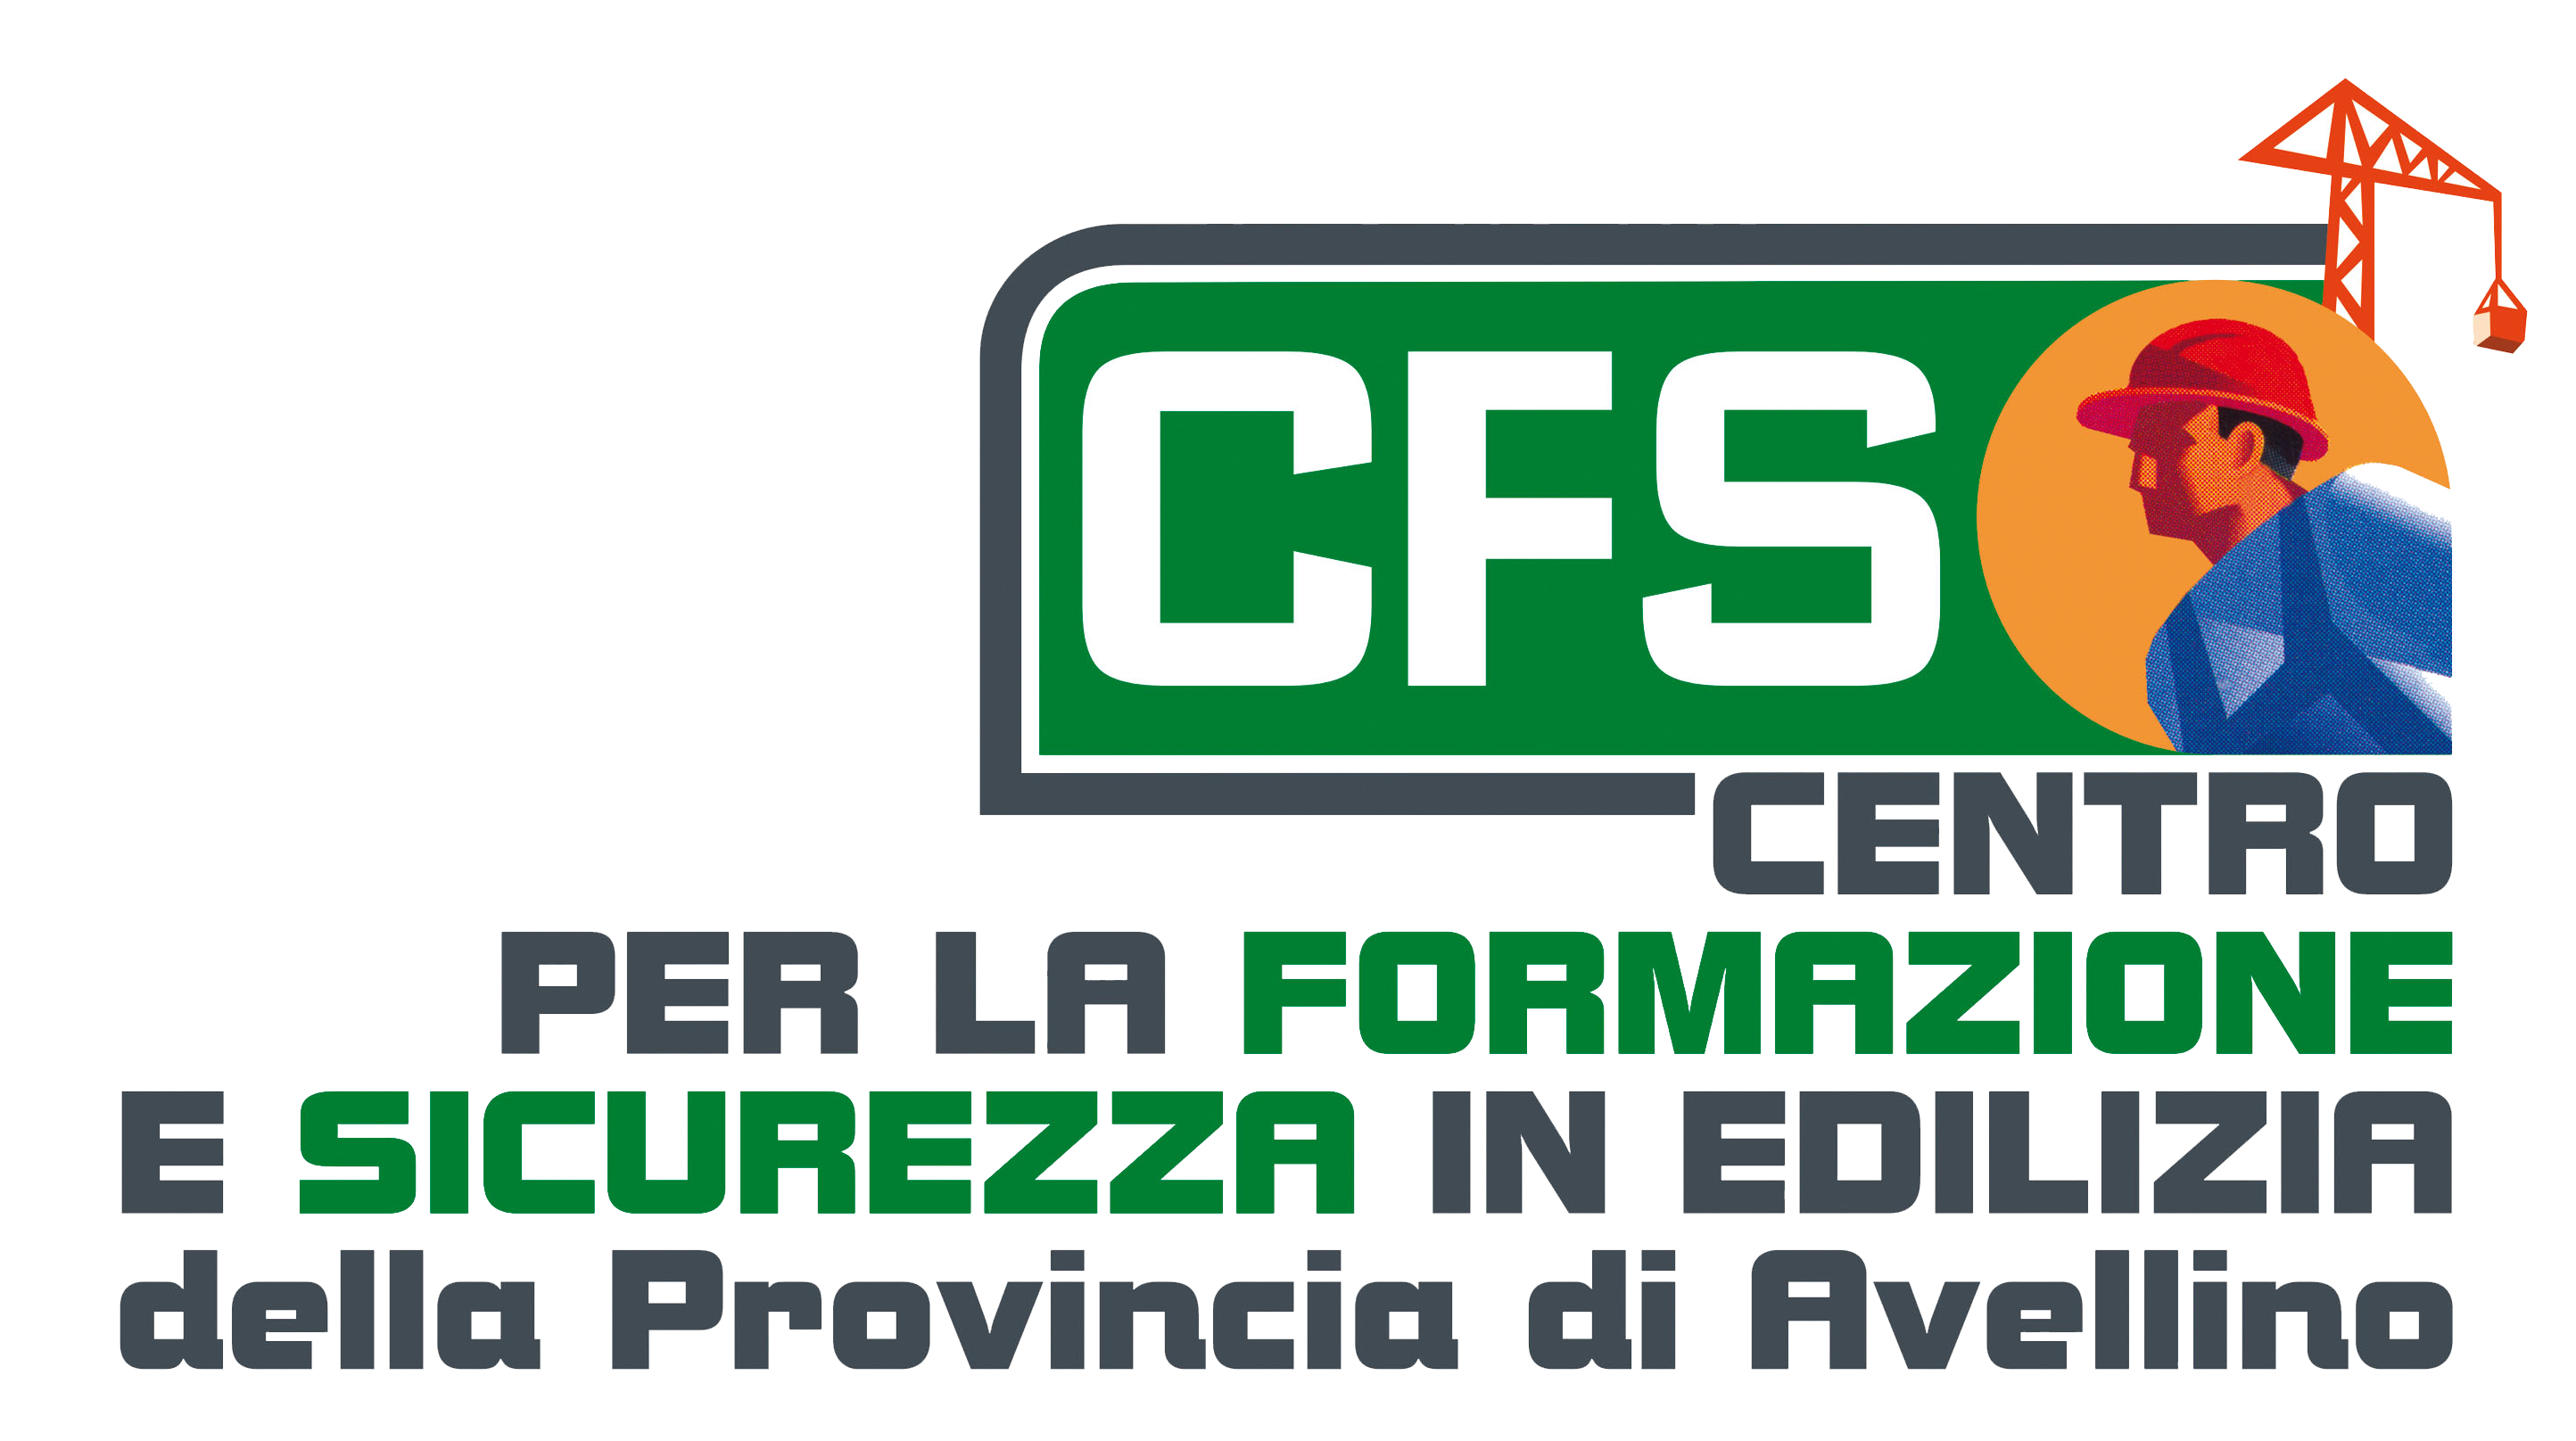 CFS
CENTRO
PER LA FORMAZIONE
E SICUREZZA IN EDILIZIA
della Provincia di Avellino